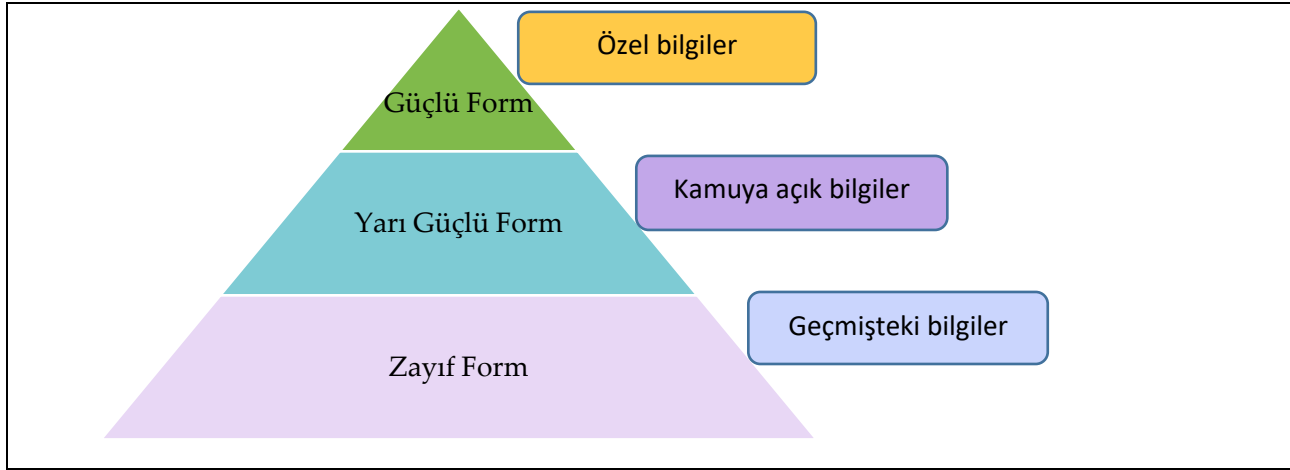 Özel bilgiler
Güçlü Form
Kamuya açık bilgiler
Yarı Güçlü Form
Geçmişteki bilgiler
Zayıf Form